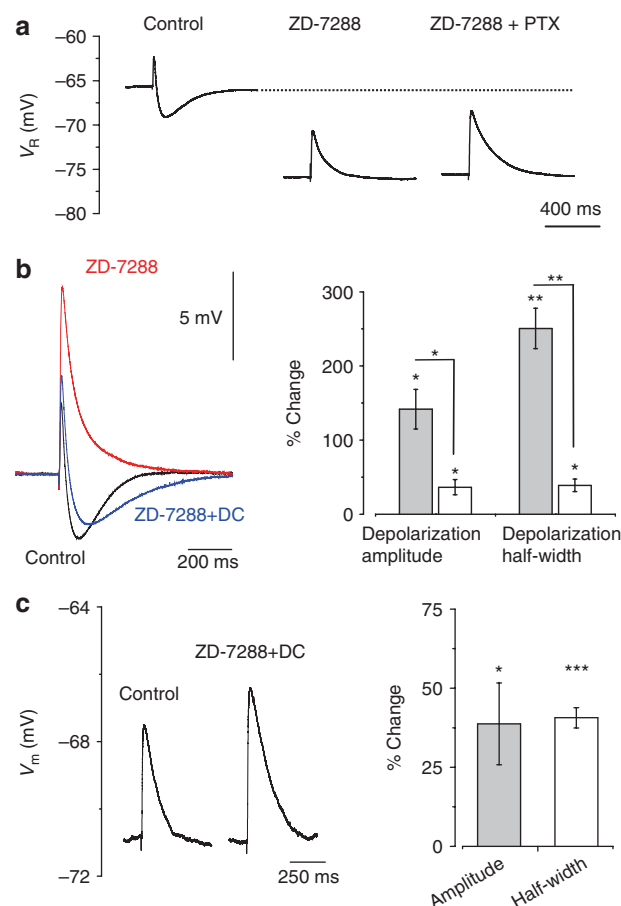 a
Control
ZD-7288
ZD-7288 + PTX
–60
–65
–70
–75
–80
V_R (mV)
400 ms
b
ZD-7288
5 mV
ZD-7288+DC
Control
200 ms
% Change
300
200
100
0
*
*
*
**
**
*
Depolarization amplitude
Depolarization half-width
c
–64
–68
–72
V_m (mV)
Control
ZD-7288+DC
250 ms
% Change
75
50
25
0
*
***
Amplitude
Half-width